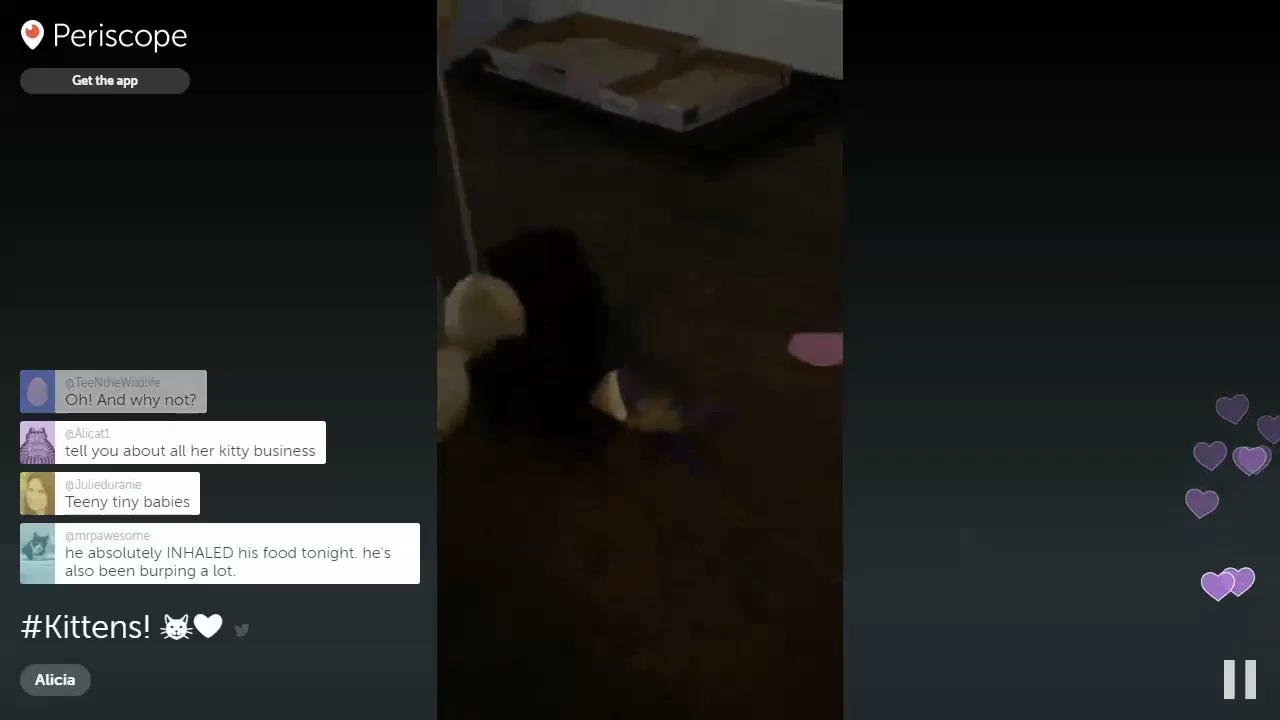 Periscope
Get the app
@TeeNtheWildlife
Oh! And why not?
@Alicat1
tell you about all her kitty business
@Julieduranie
Teeny tiny babies
@mrpawesome
he absolutely INHALED his food tonight. he's
also been burping a lot.
#Kittens! 🐱🤍
Alicia